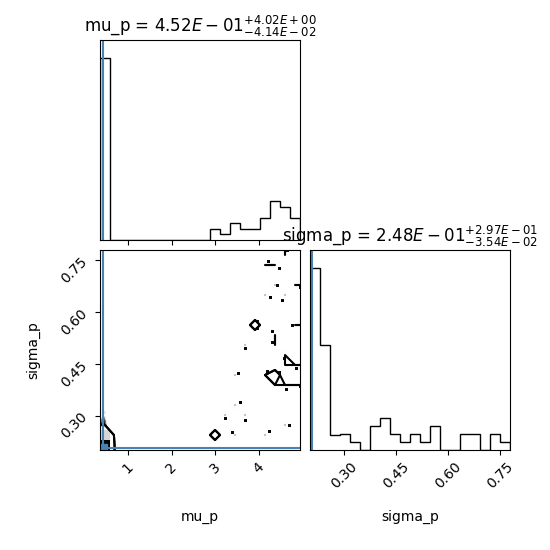 mu_p = 4.52E − 01+4.02E+00−4.14E−02
sigma_p = 2.48E − 01+2.97E−01−3.54E−02
0.75
0.60
0.45
0.30
sigma_p
1
2
3
4
mu_p
0.30
0.45
0.60
0.75
sigma_p